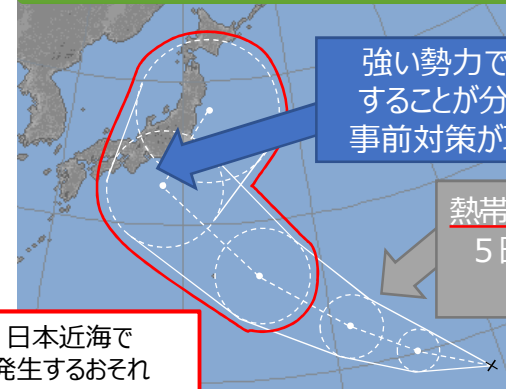 強い勢力で
することが分
事前対策が
熱帯
5日
日本近海で
発生するおそれ